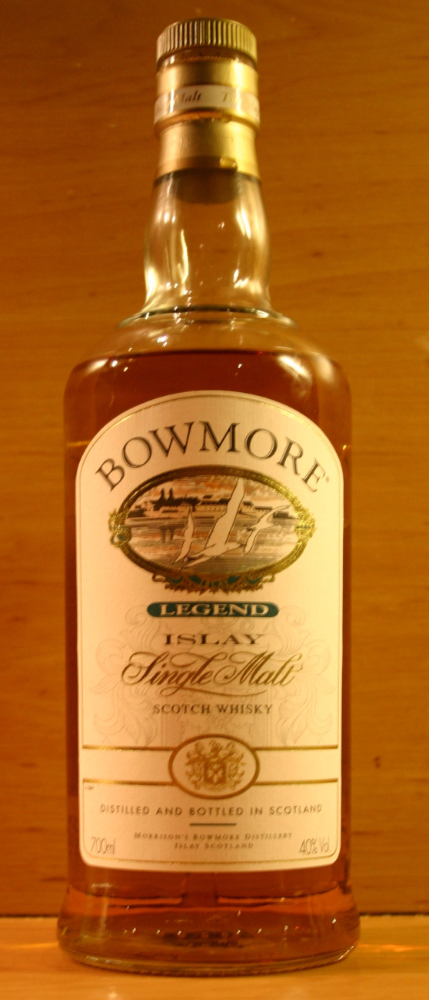 Malt
BOWMORE®
LEGEND
ISLAY
Single Malt
SCOTCH WHISKY
DISTILLED AND BOTTLED IN SCOTLAND
MORRISON'S BOWMORE DISTILLERY
ISLAY SCOTLAND
700ml
40% Vol.